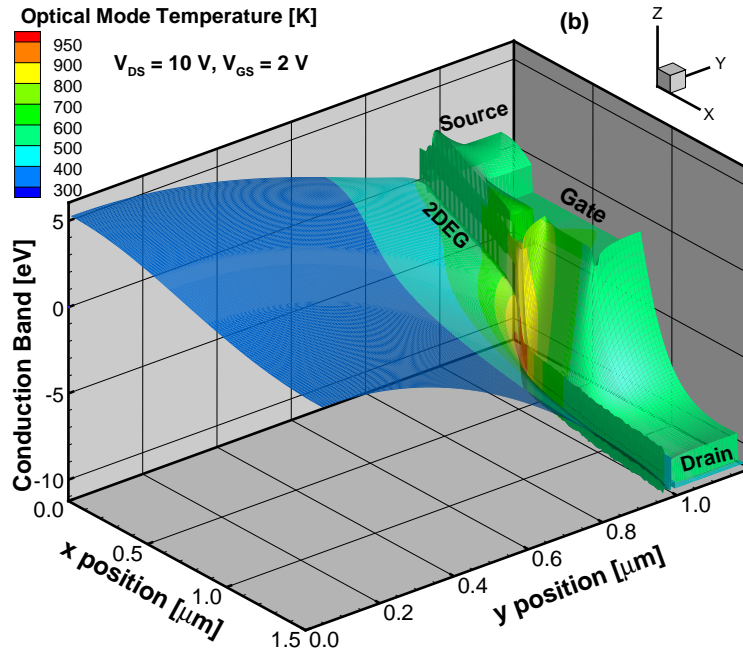 Optical Mode Temperature [K]
(b)
950
900
800
700
600
500
400
300
V_DS = 10 V, V_GS = 2 V
Z
Y
X
Source
Gate
2DEG
Drain
Conduction Band [eV]
5
0
-5
-10
0.0
0.5
1.0
1.5
x position [μm]
0.0
0.2
0.4
0.6
0.8
1.0
y position [μm]